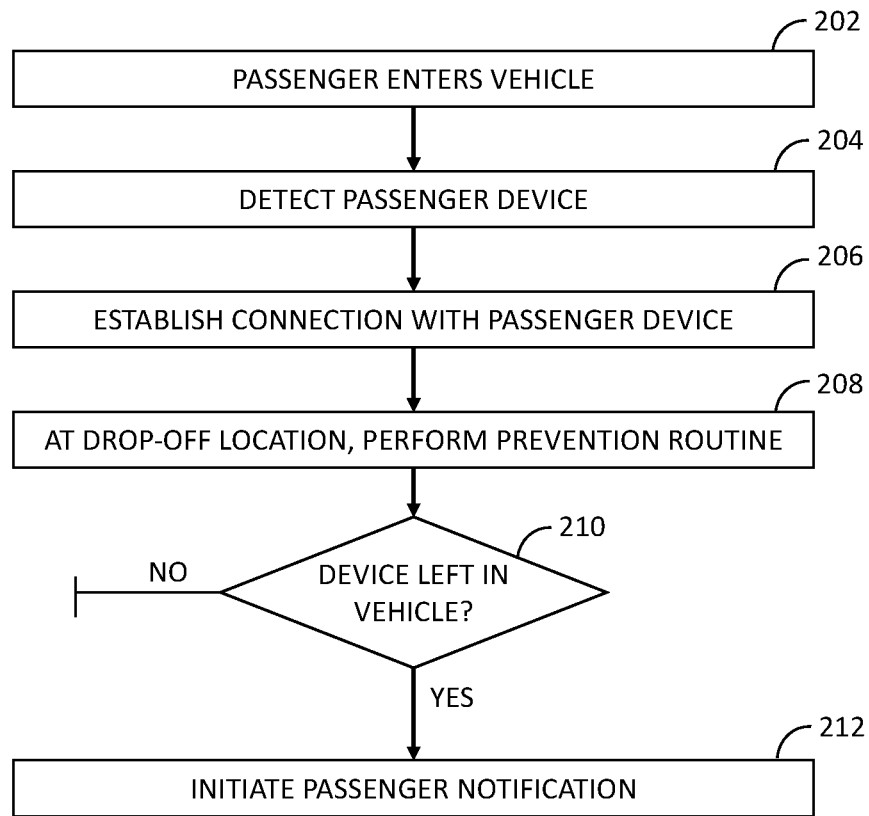 202
PASSENGER ENTERS VEHICLE
204
DETECT PASSENGER DEVICE
206
ESTABLISH CONNECTION WITH PASSENGER DEVICE
208
AT DROP-OFF LOCATION, PERFORM PREVENTION ROUTINE
210
NO
DEVICE LEFT IN
VEHICLE?
YES
212
INITIATE PASSENGER NOTIFICATION